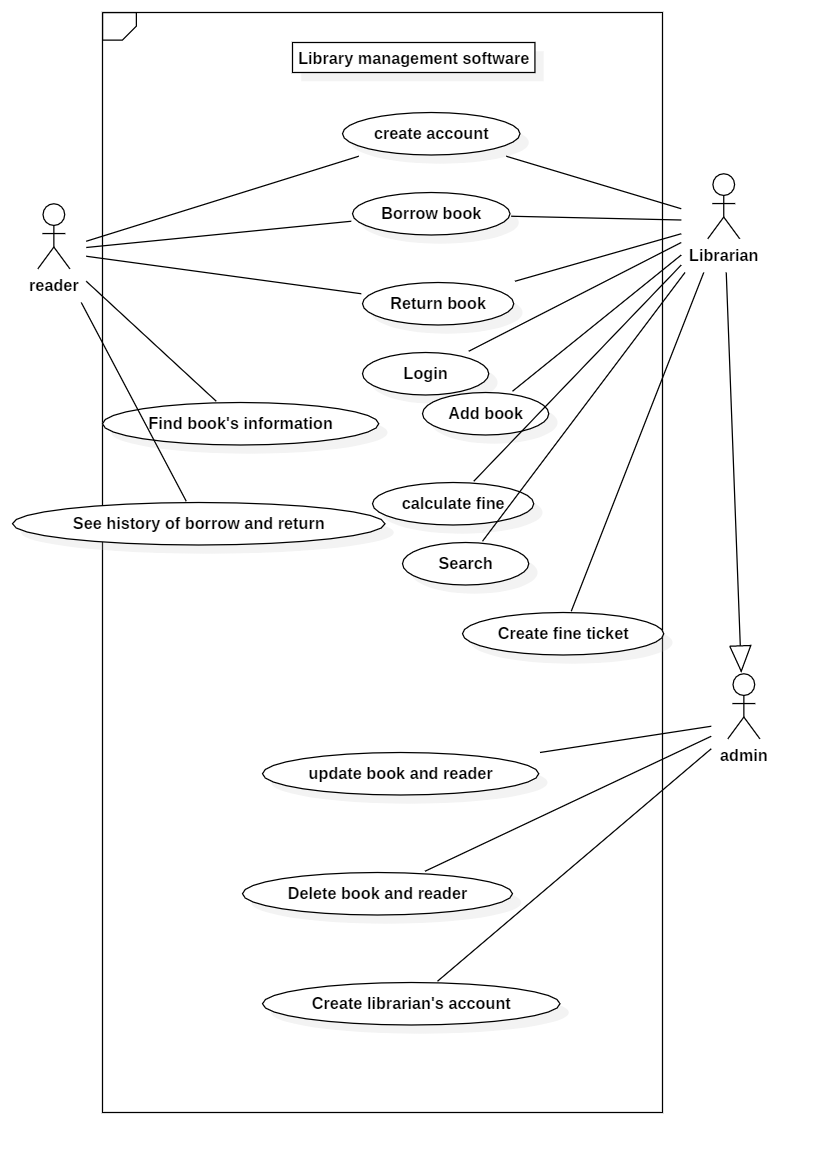 Library management software
create account
Borrow book
Librarian
reader
Return book
Login
Add book
Find book's information
calculate fine
See history of borrow and return
Search
Create fine ticket
admin
update book and reader
Delete book and reader
Create librarian's account